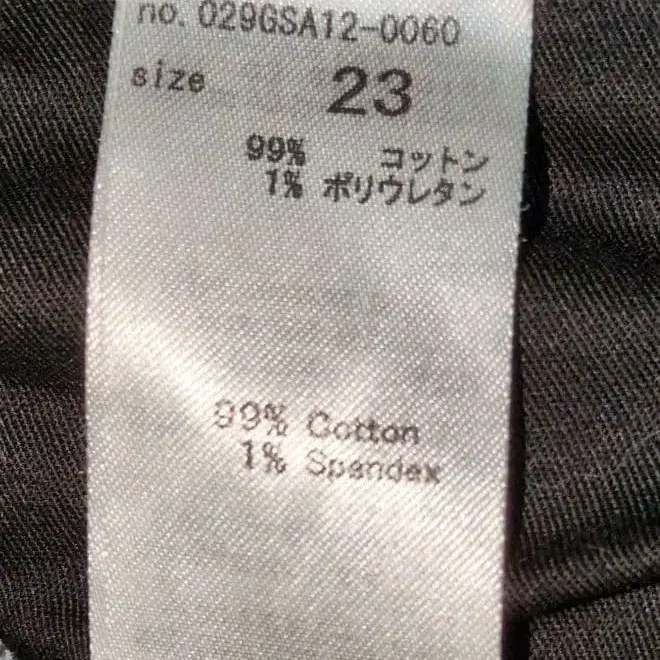 no. 029GSA12-0060
size 23
99% コットン
1% ポリウレタン
99% Cotton
1% Spandex